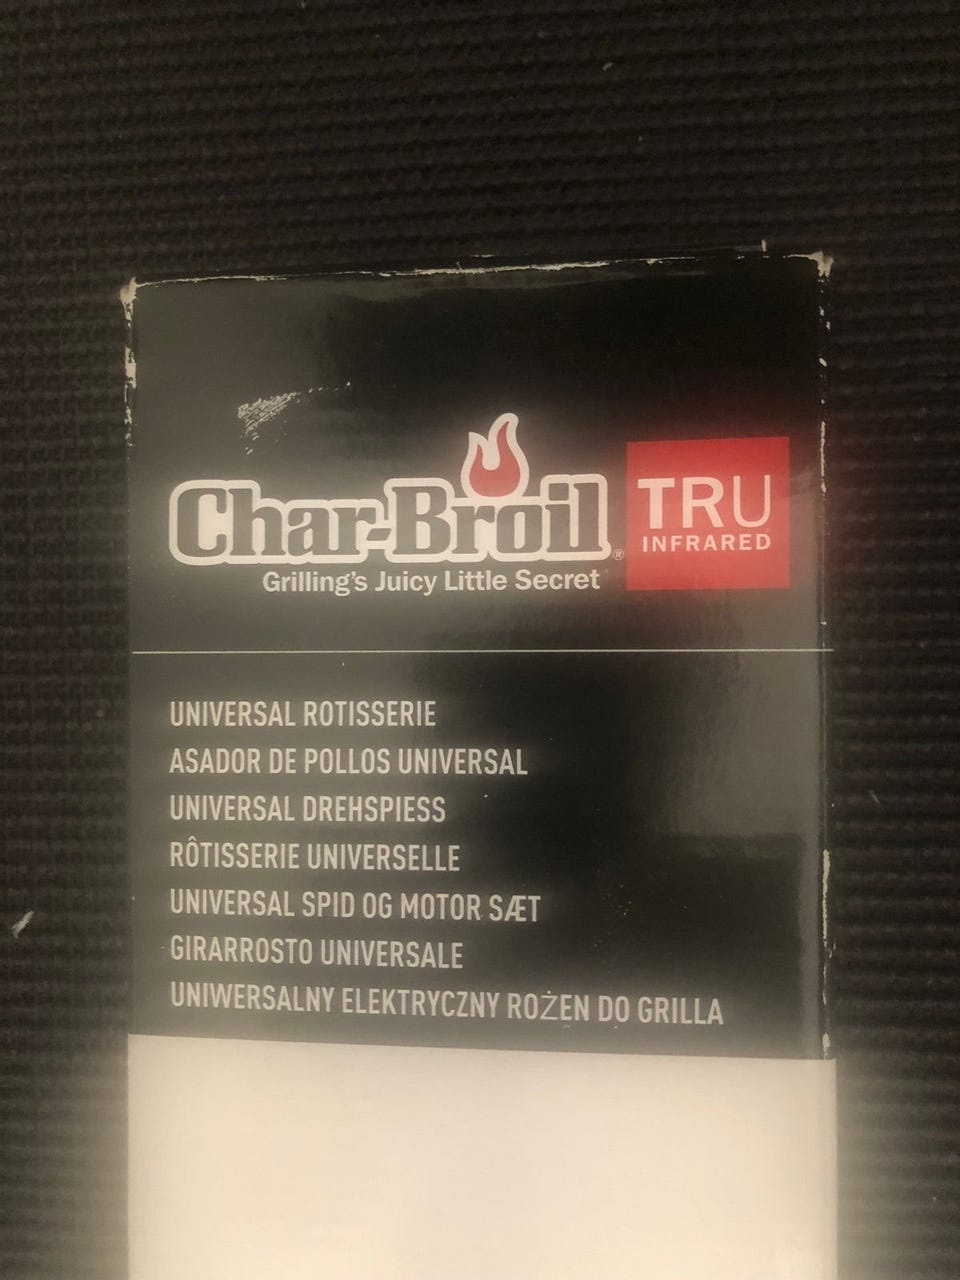 Char-Broil®
TRU
INFRARED
Grilling's Juicy Little Secret
UNIVERSAL ROTISSERIE
ASADOR DE POLLOS UNIVERSAL
UNIVERSAL DREHSPIESS
RÔTISSERIE UNIVERSELLE
UNIVERSAL SPID OG MOTOR SÆT
GIRARROSTO UNIVERSALE
UNIWERSALNY ELEKTRYCZNY ROŻEN DO GRILLA